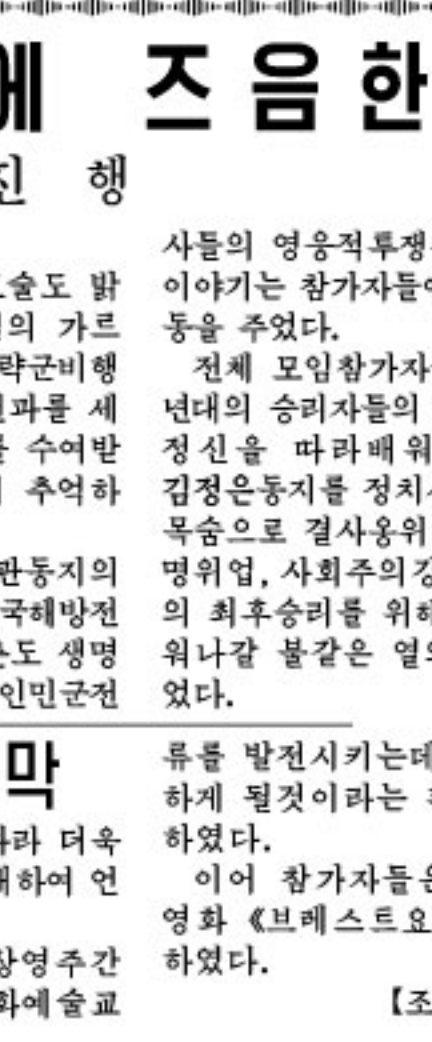 에 즈음한
진 행
술도 밝
의 가르
략군비행
과를 세
를 수여받
추억하
판동지의
국해방전
도 생명
인민군전
사들의 영웅적투쟁
이야기는 참가자들
동을 주었다.
전체 모임참가자
년대의 승리자들의
정신을 따라배워
김정은동지를 정치
목숨으로 결사옹위
명위업, 사회주의강
의 최후승리를 위해
워나갈 불같은 열의
었다.
막
라 더욱
하여 언
상영주간
화예술교
류를 발전시키는데
하게 될것이라는
하였다.
이어 참가자들은
영화 《브레스트요
하였다.
【조